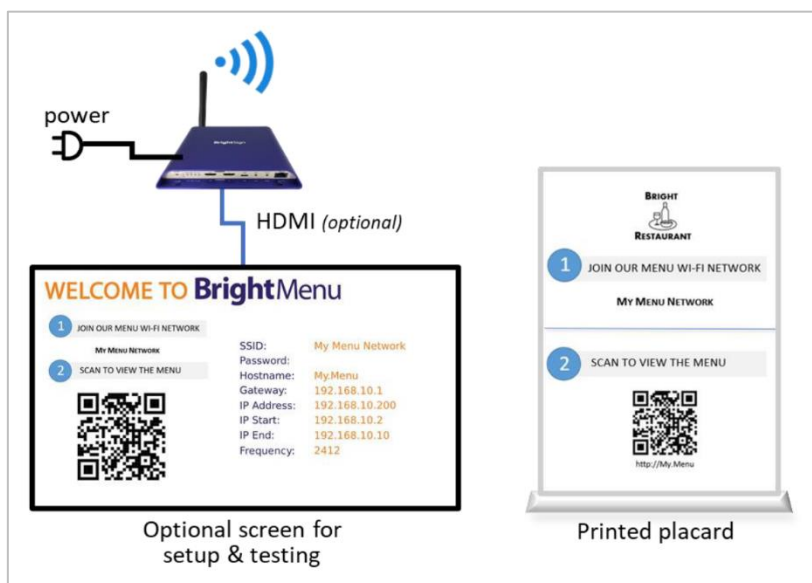 power
BrightSign
HDMI (optional)
WELCOME TO BrightMenu
1 JOIN OUR MENU WI-FI NETWORK
MY MENU NETWORK
2 SCAN TO VIEW THE MENU
SSID: My Menu Network
Password:
Hostname: My.Menu
Gateway: 192.168.10.1
IP Address: 192.168.10.200
IP Start: 192.168.10.2
IP End: 192.168.10.10
Frequency: 2412
Optional screen for
setup & testing
BRIGHT
RESTAURANT
1 JOIN OUR MENU WI-FI NETWORK
MY MENU NETWORK
2 SCAN TO VIEW THE MENU
http://My.Menu
Printed placard